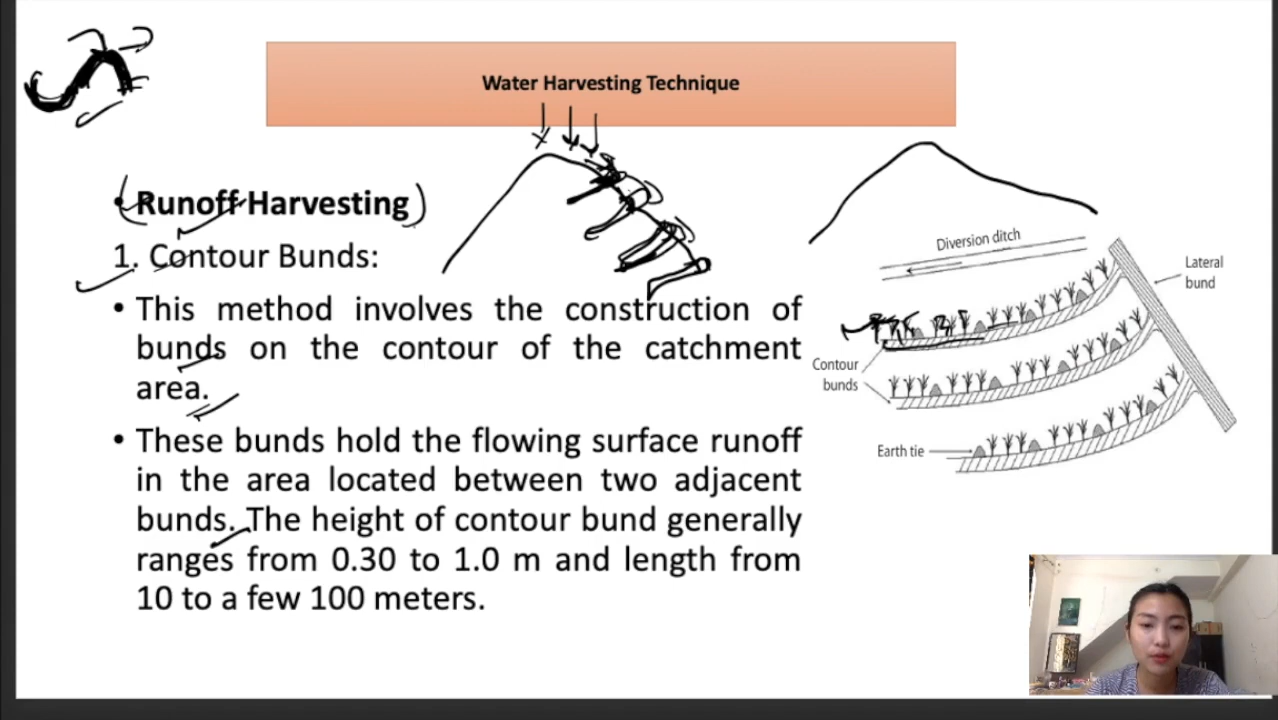 Water Harvesting Technique
• Runoff Harvesting
1. Contour Bunds:
• This method involves the construction of
bunds on the contour of the catchment
area.
• These bunds hold the flowing surface runoff
in the area located between two adjacent
bunds. The height of contour bund generally
ranges from 0.30 to 1.0 m and length from
10 to a few 100 meters.
Diversion ditch
Lateral
bund
Contour
bunds
Earth tie